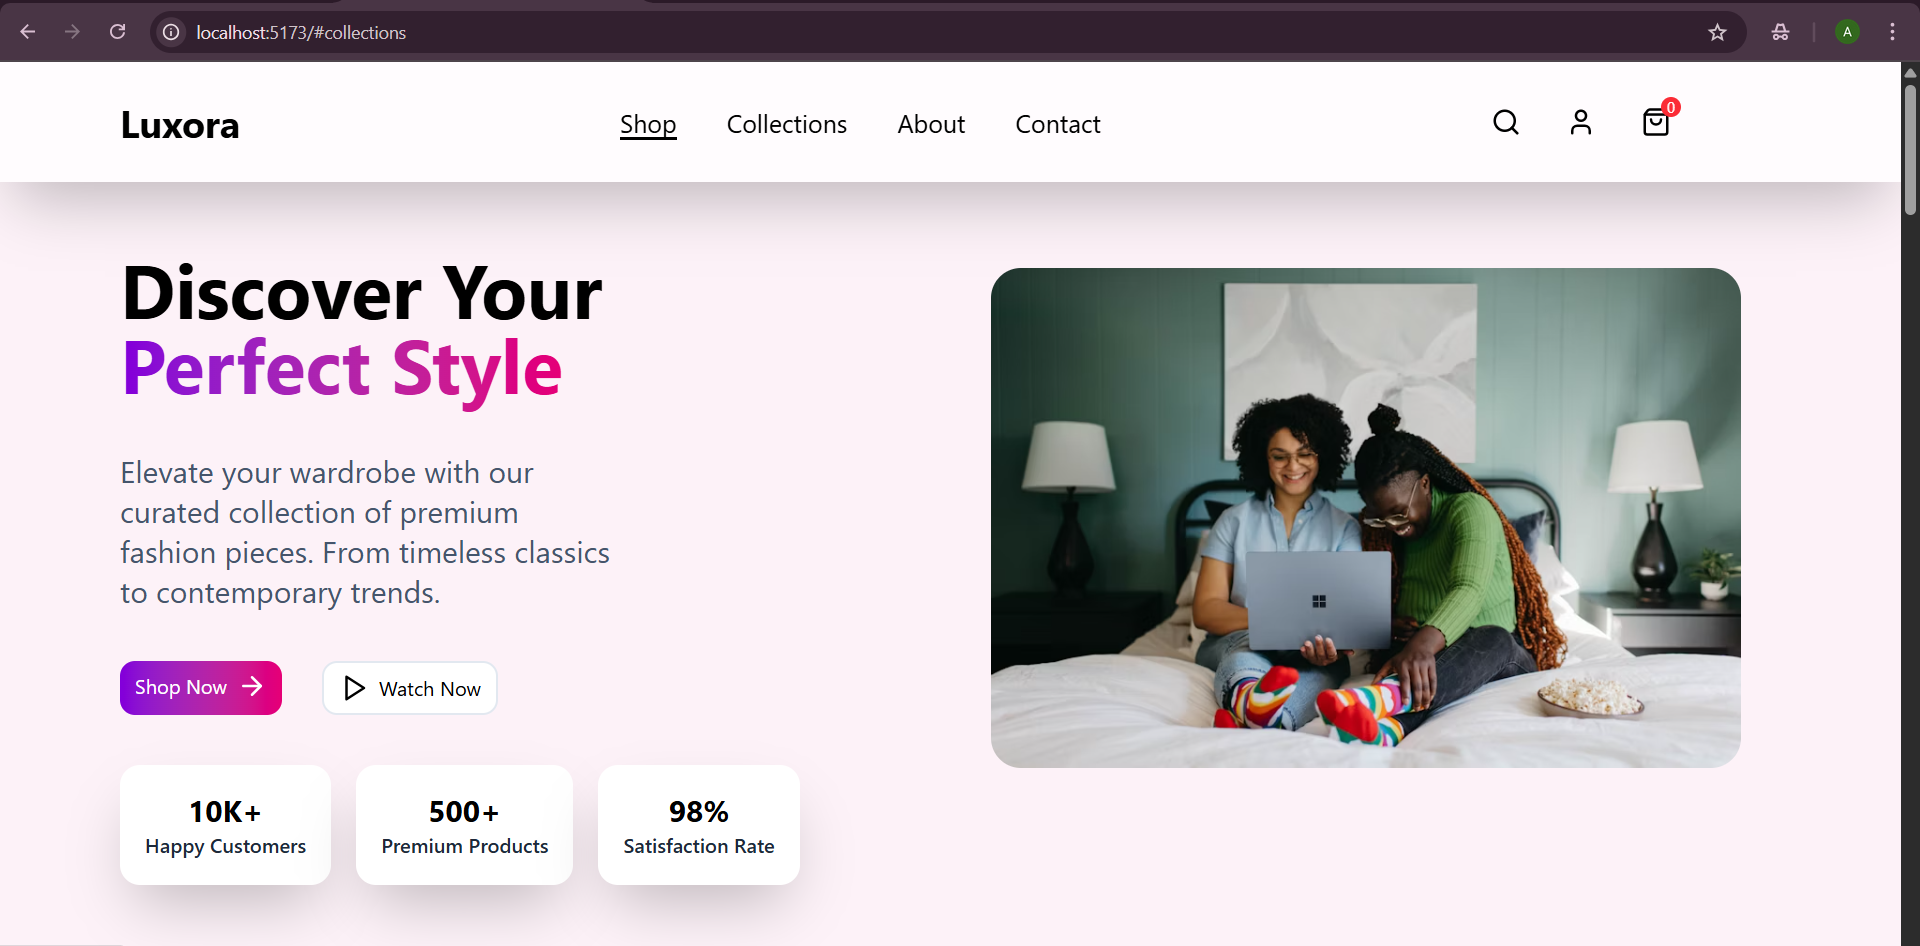 localhost:5173/#collections
A
Luxora
Shop
Collections
About
Contact
0
Discover Your
Perfect Style
Elevate your wardrobe with our
curated collection of premium
fashion pieces. From timeless classics
to contemporary trends.
Shop Now
Watch Now
10K+
Happy Customers
500+
Premium Products
98%
Satisfaction Rate